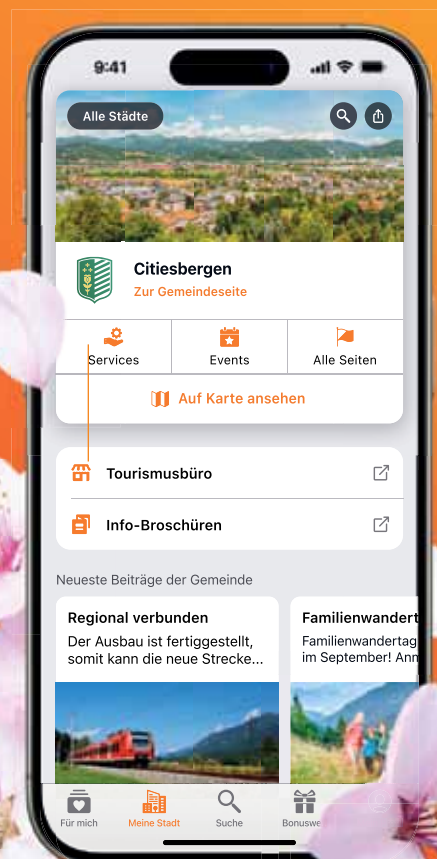 9:41
Alle Städte
Citiesbergen
Zur Gemeindeseite
Services
Events
Alle Seiten
Auf Karte ansehen
Tourismusbüro
Info-Broschüren
Neueste Beiträge der Gemeinde
Regional verbunden
Der Ausbau ist fertiggestellt,
somit kann die neue Strecke...
Familienwandert
Familienwandertag
im September! Ann
Für mich
Meine Stadt
Suche
Bonuswe